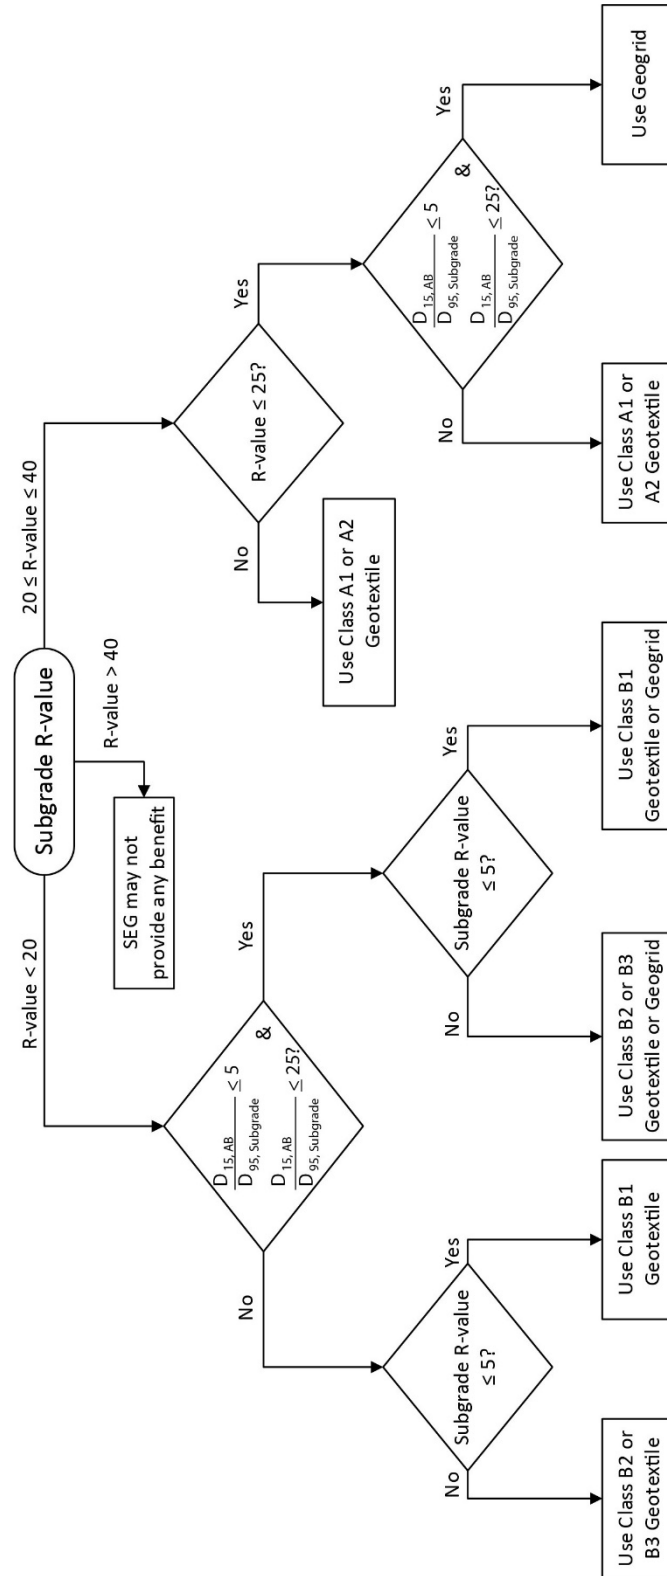 Subgrade R-value
R-value < 20
R-value > 40
20 ≤ R-value ≤ 40
SEG may not
provide any benefit
D15, AB
D95, Subgrade
≤ 5
&
D15, AB
D95, Subgrade
≤ 25?
R-value ≤ 25?
No
Yes
No
Yes
Use Class A1 or A2
Geotextile
Subgrade R-value
≤ 5?
Subgrade R-value
≤ 5?
D15, AB
D95, Subgrade
≤ 5
&
D15, AB
D95, Subgrade
≤ 25?
No
Yes
No
Yes
No
Yes
Use Class B2 or
B3 Geotextile
Use Class B1
Geotextile
Use Class B2 or B3
Geotextile or Geogrid
Use Class B1
Geotextile or Geogrid
Use Class A1 or
A2 Geotextile
Use Geogrid